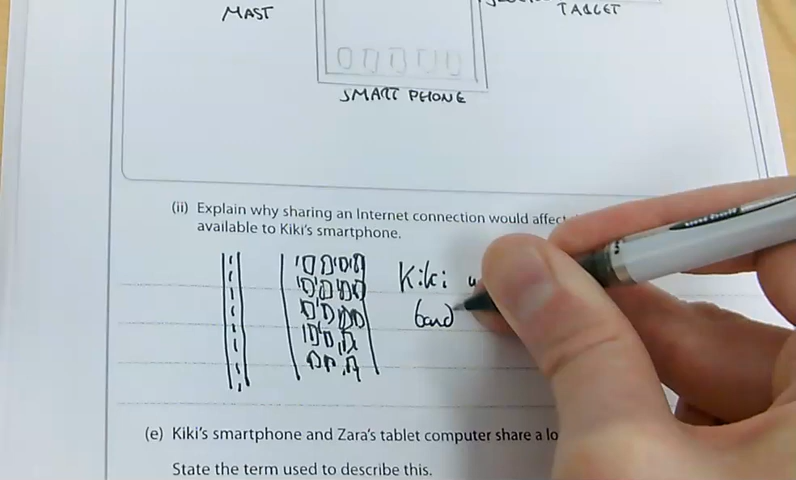 MAST
TABLET
SMART PHONE
(ii) Explain why sharing an Internet connection would affect
available to Kiki's smartphone.
Kiki
band
(e) Kiki's smartphone and Zara's tablet computer share a lo
State the term used to describe this.